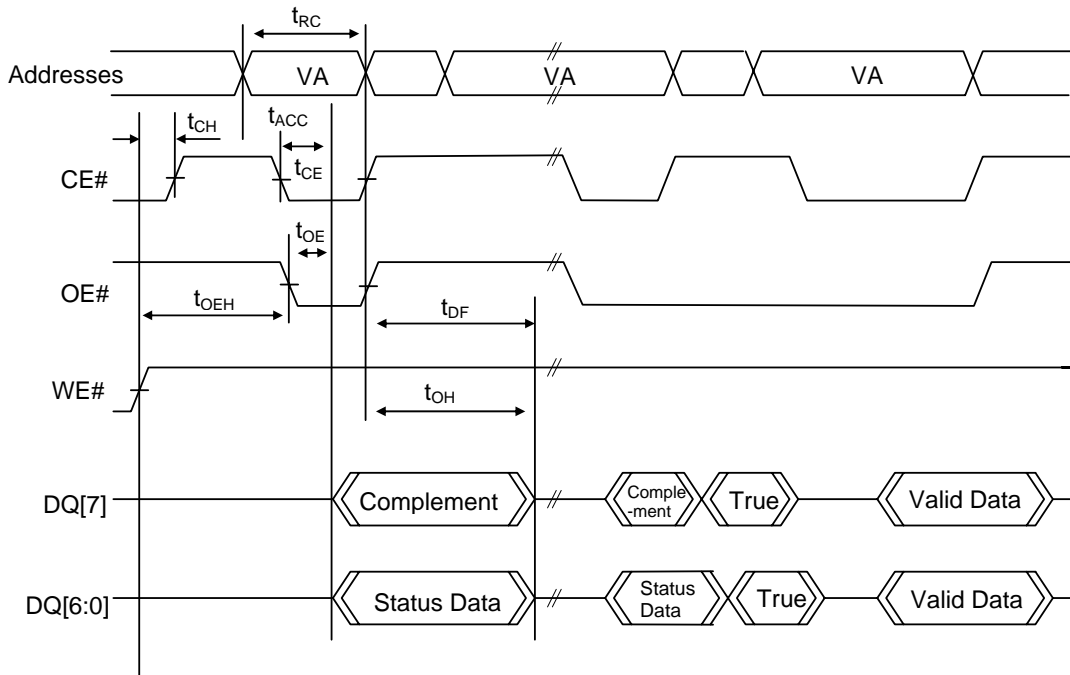 tRC
Addresses
VA
VA
VA
tCH
tACC
CE#
tCE
tOE
OE#
tOEH
tDF
WE#
tOH
DQ[7]
Complement
Comple
-ment
True
Valid Data
DQ[6:0]
Status Data
Status
Data
True
Valid Data